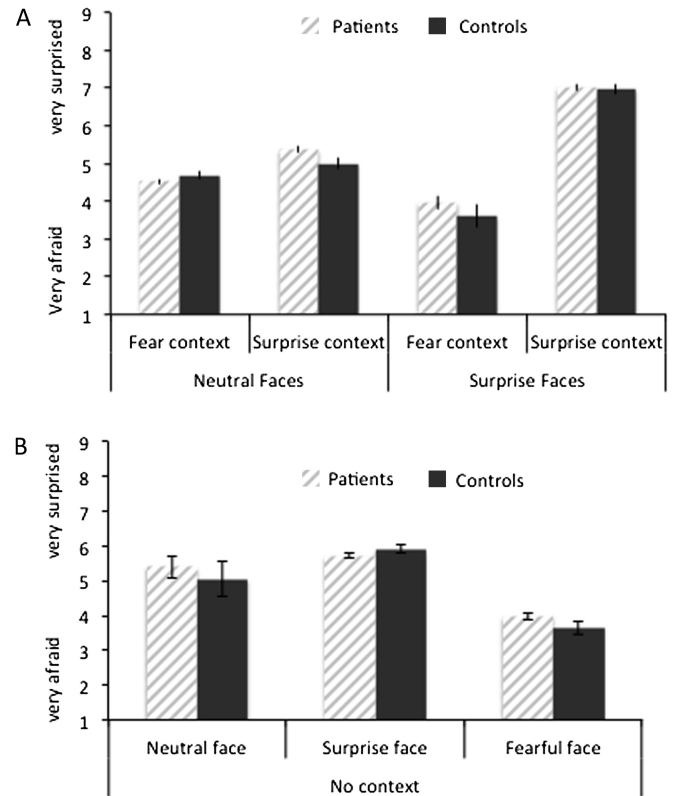 A
Patients Controls
very surprised
Very afraid
9
8
7
6
5
4
3
2
1
Fear context Surprise context Fear context Surprise context
Neutral Faces Surprise Faces
B
Patients Controls
very surprised
very afraid
9
8
7
6
5
4
3
2
1
Neutral face Surprise face Fearful face
No context